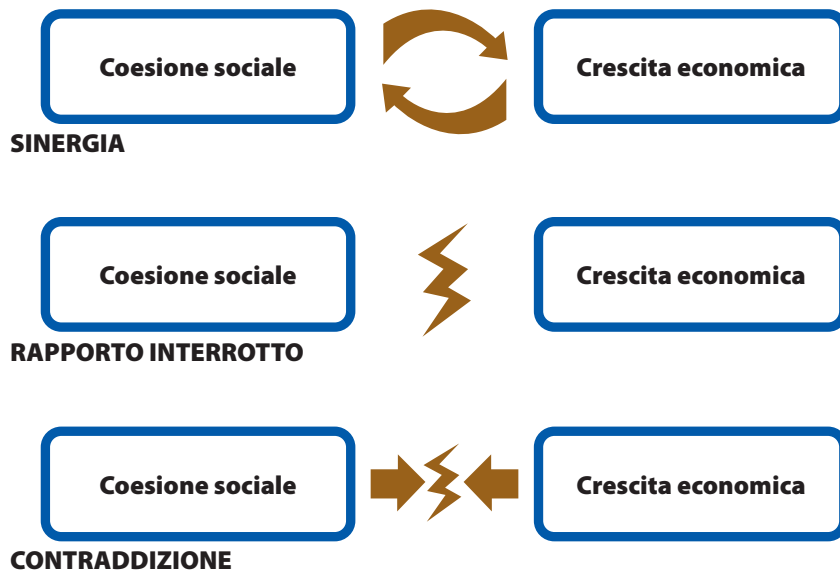 Coesione sociale
Crescita economica
SINERGIA
Coesione sociale
Crescita economica
RAPPORTO INTERROTTO
Coesione sociale
Crescita economica
CONTRADDIZIONE